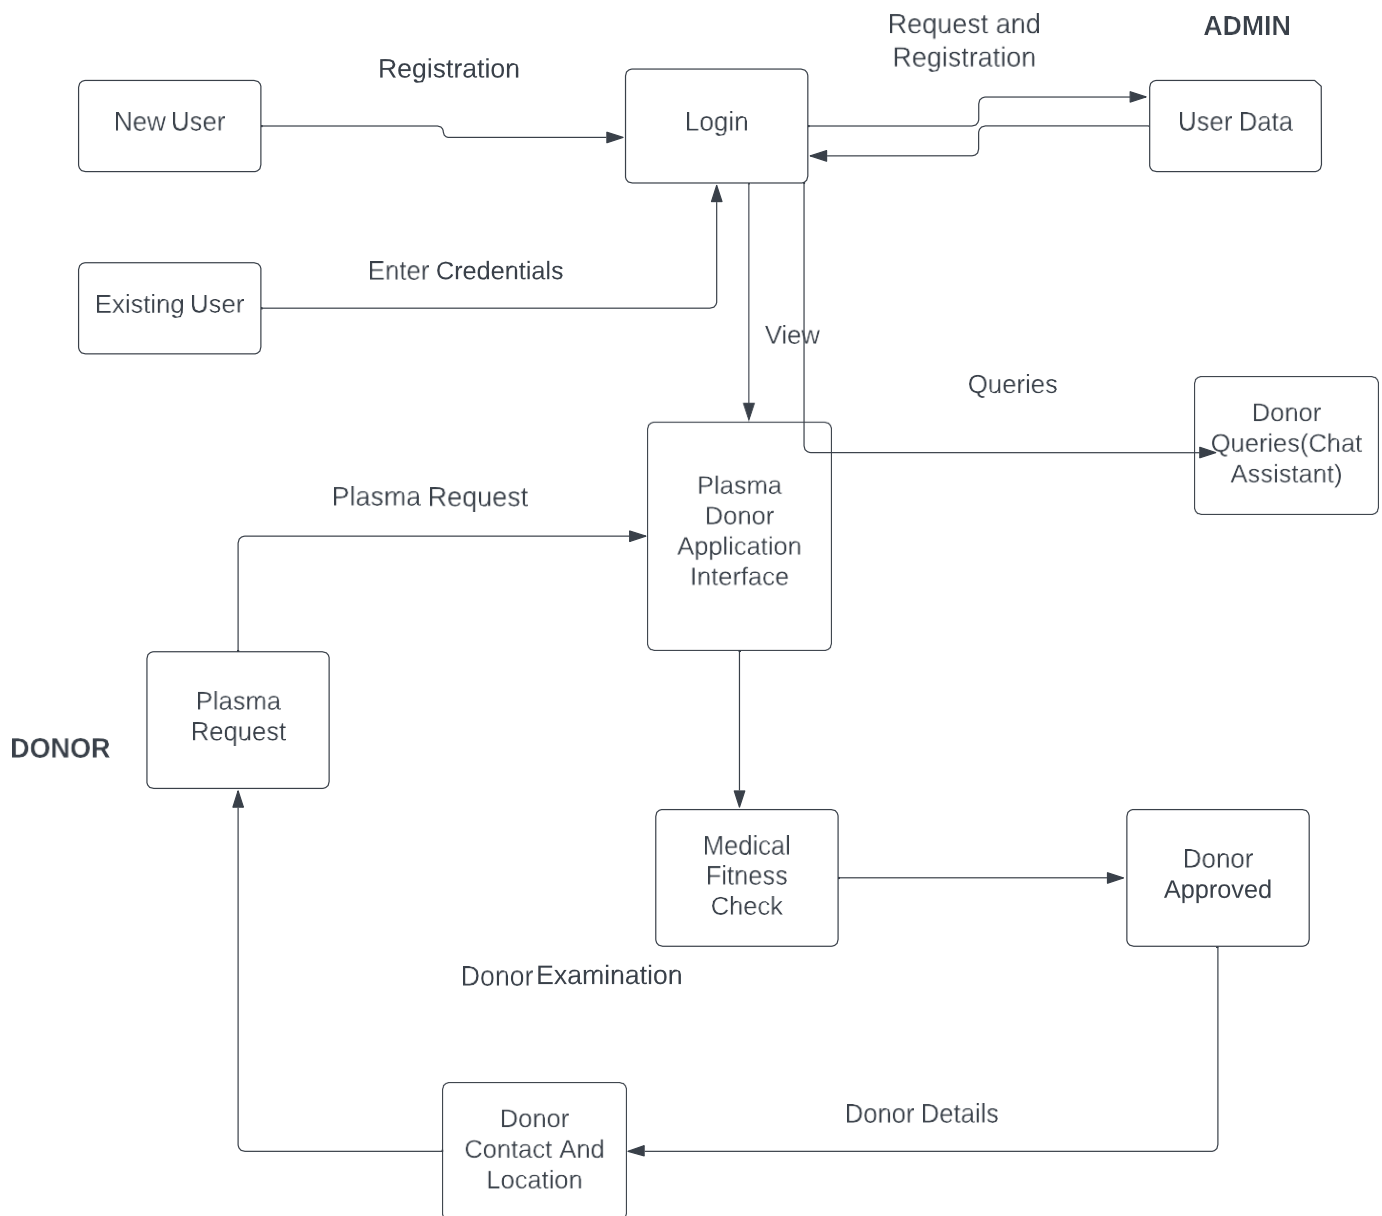 Request and
Registration
ADMIN
Registration
New User
Login
User Data
Enter Credentials
Existing User
View
Queries
Donor
Queries(Chat
Assistant)
Plasma Request
Plasma
Donor
Application
Interface
Plasma
Request
DONOR
Medical
Fitness
Check
Donor
Approved
Donor Examination
Donor Details
Donor
Contact And
Location